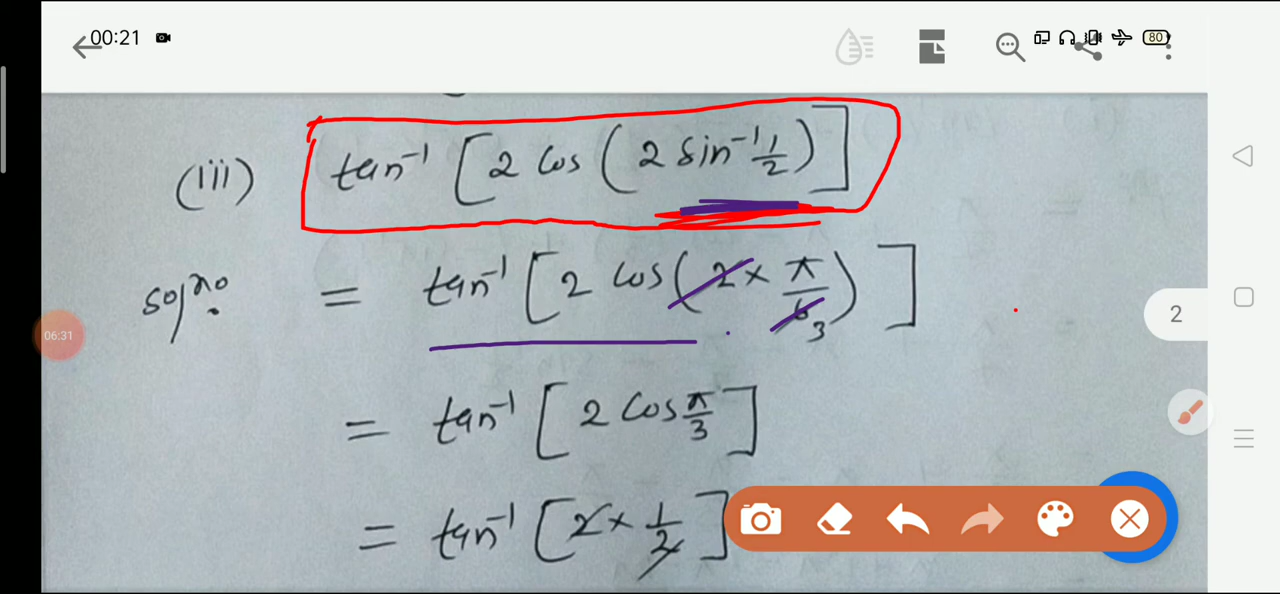 00:21
80
(iii) tan⁻¹ [2 cos (2 sin⁻¹ 1/2)]
= tan⁻¹ [2 cos (2 × π/6 3)]
= tan⁻¹ [2 cos π/3]
= tan⁻¹ [2 × 1/2]
06:31
2